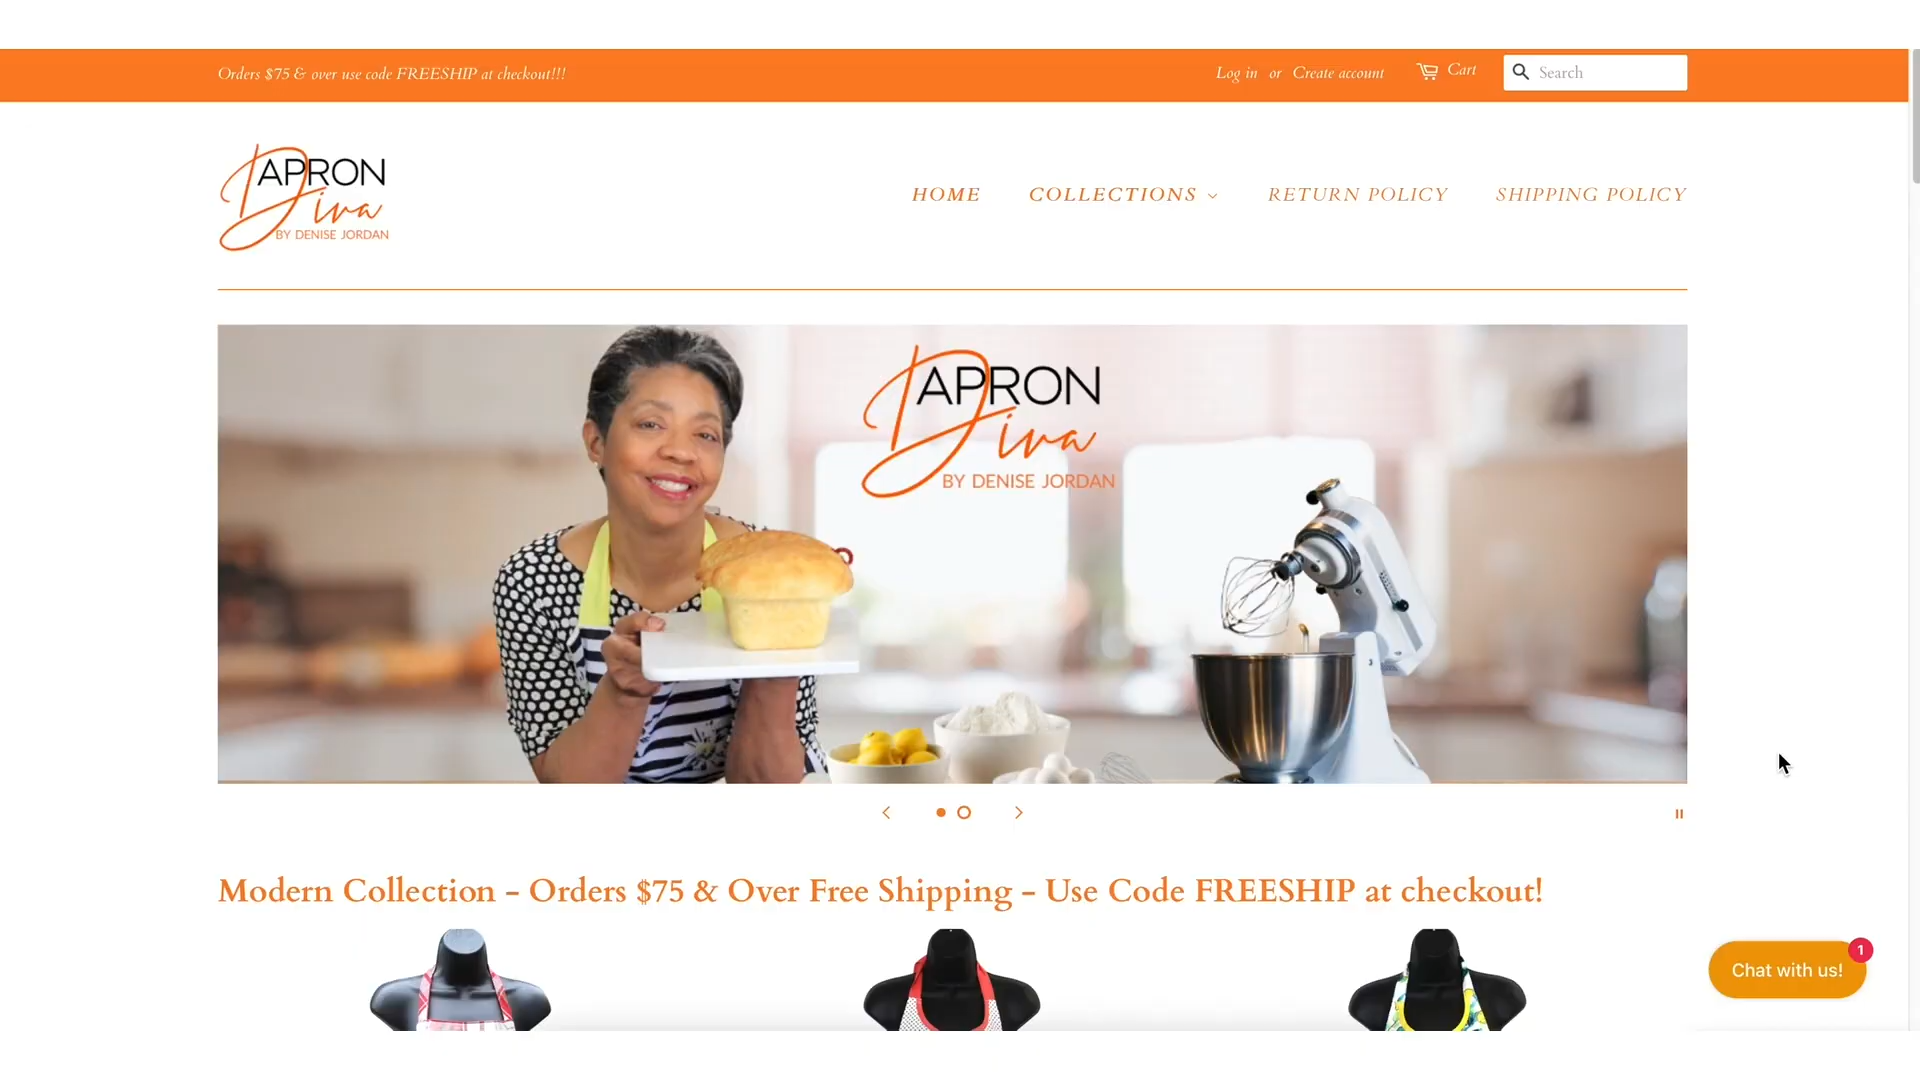 Orders $75 & over use code FREESHIP at checkout!!!
Log in or Create account
Cart
Search
APRON
Diva
BY DENISE JORDAN
HOME
COLLECTIONS
RETURN POLICY
SHIPPING POLICY
APRON
Diva
BY DENISE JORDAN
Modern Collection - Orders $75 & Over Free Shipping - Use Code FREESHIP at checkout!
1
Chat with us!